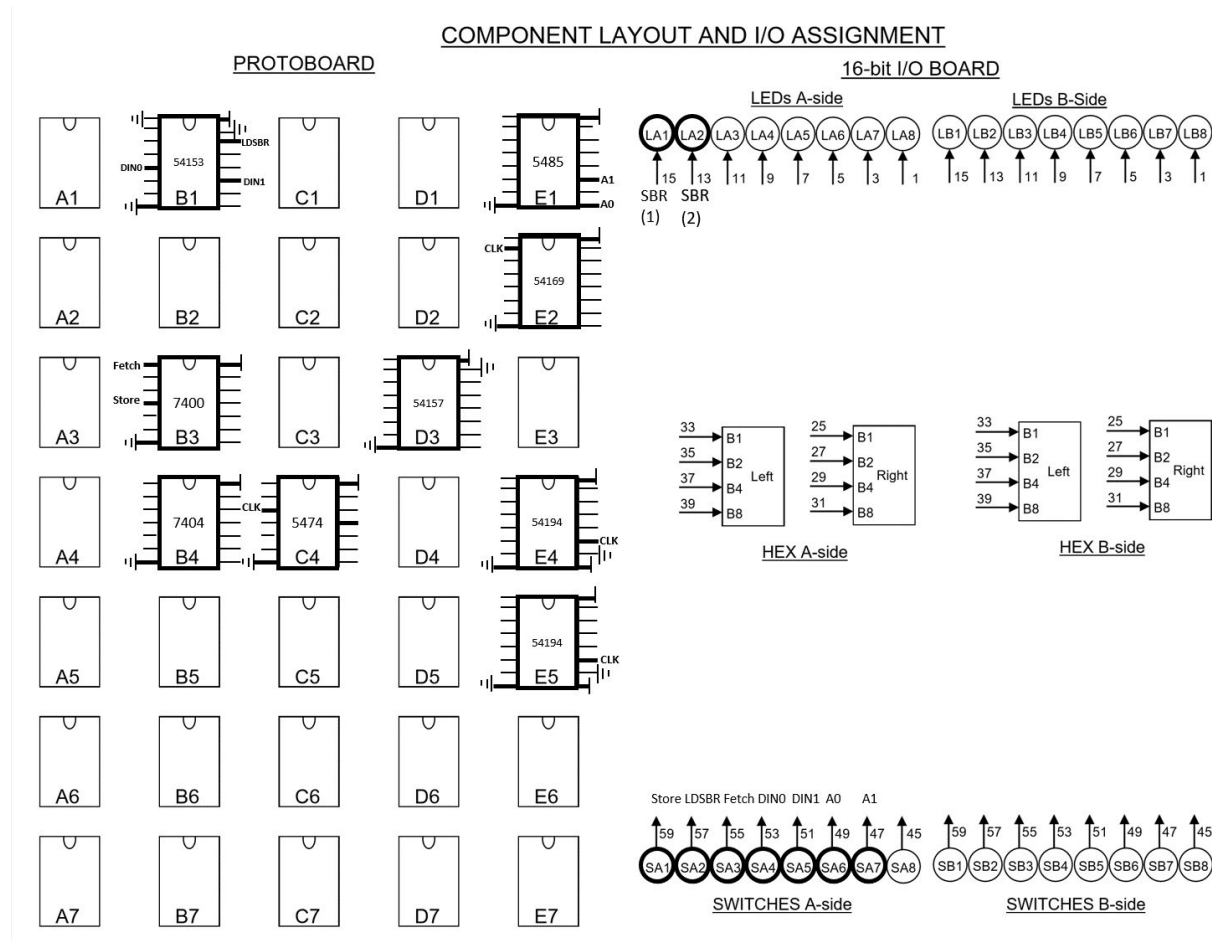 COMPONENT LAYOUT AND I/O ASSIGNMENT
PROTOBOARD
16-bit I/O BOARD
LEDs A-side
LEDs B-Side
LA1 LA2 LA3 LA4 LA5 LA6 LA7 LA8
LB1 LB2 LB3 LB4 LB5 LB6 LB7 LB8
15 13 11 9 7 5 3 1
15 13 11 9 7 5 3 1
SBR (1)
SBR (2)
A1
54153
LDSBR
DIN0
DIN1
B1
C1
D1
5485
A1
A0
E1
A2
B2
C2
D2
CLK
54169
E2
A3
Fetch
Store
7400
B3
C3
54157
D3
E3
A4
7404
B4
CLK
5474
C4
D4
54194
CLK
E4
A5
B5
C5
D5
54194
CLK
E5
A6
B6
C6
D6
E6
A7
B7
C7
D7
E7
33 B1
35 B2
37 B4
39 B8
Left
25 B1
27 B2
29 B4
31 B8
Right
HEX A-side
33 B1
35 B2
37 B4
39 B8
Left
25 B1
27 B2
29 B4
31 B8
Right
HEX B-side
Store LDSBR Fetch DIN0 DIN1 A0 A1
59 57 55 53 51 49 47 45
SA1 SA2 SA3 SA4 SA5 SA6 SA7 SA8
SWITCHES A-side
59 57 55 53 51 49 47 45
SB1 SB2 SB3 SB4 SB5 SB6 SB7 SB8
SWITCHES B-side